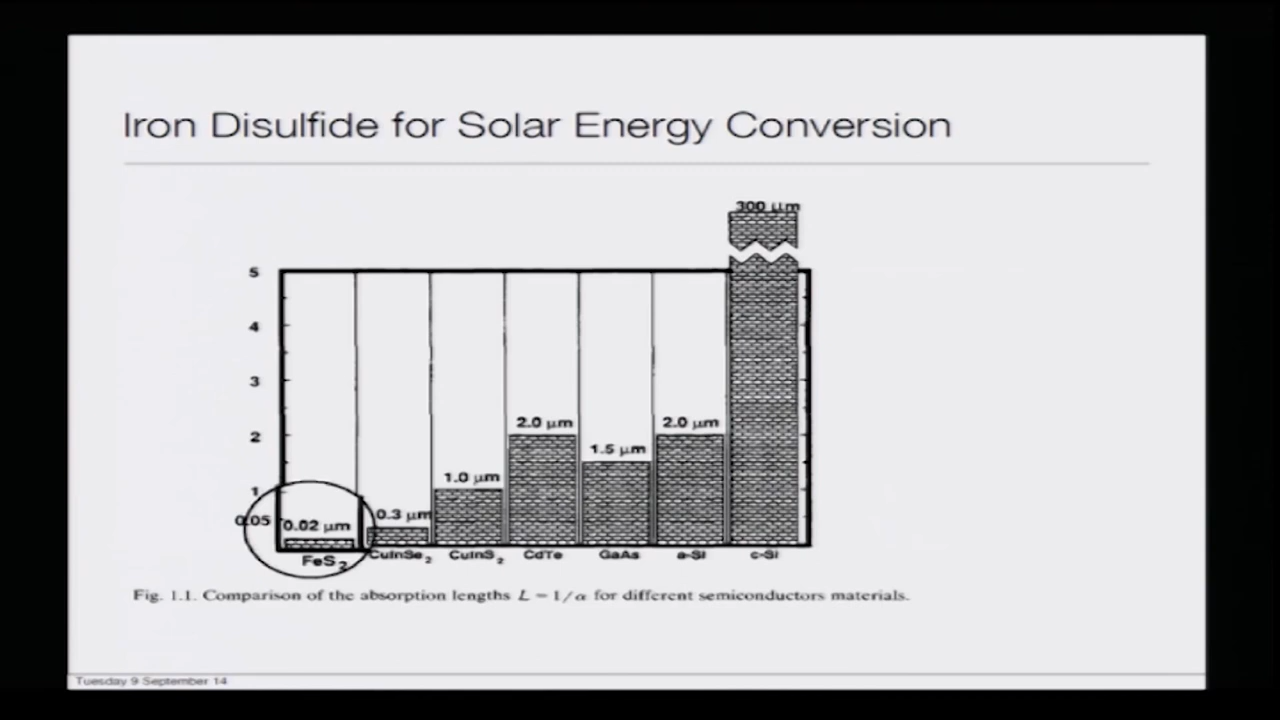 Iron Disulfide for Solar Energy Conversion
300 μm
5
4
3
2
1
0.05
2.0 μm
2.0 μm
1.5 μm
1.0 μm
0.3 μm
0.02 μm
FeS2
CuInSe2
CuInS2
CdTe
GaAs
a-Si
c-Si
Fig. 1.1. Comparison of the absorption lengths L = 1/α for different semiconductors materials.
Tuesday 9 September 14